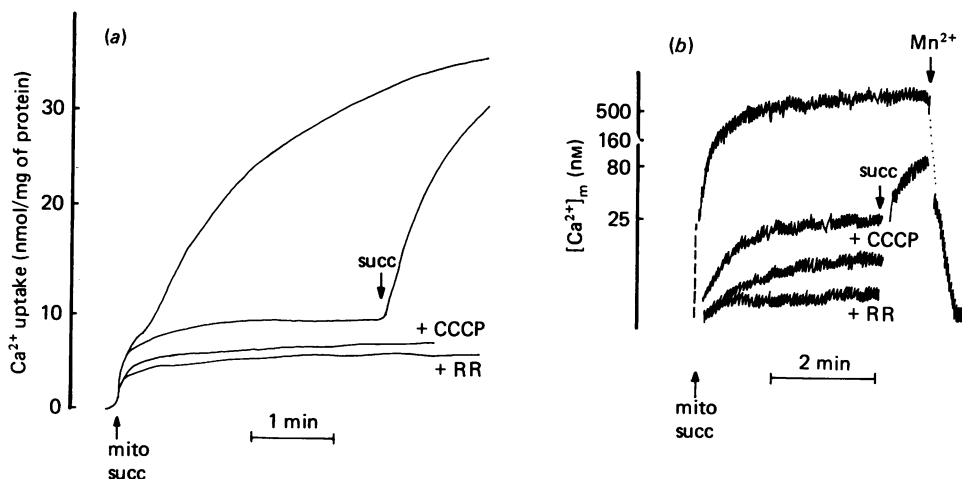 (a)
Ca²⁺ uptake (nmol/mg of protein)
30
20
10
0
succ
+ CCCP
+ RR
1 min
mito
succ
(b)
Mn²⁺
[Ca²⁺]ₘ (nM)
500
160
80
25
succ
+ CCCP
+ RR
2 min
mito
succ